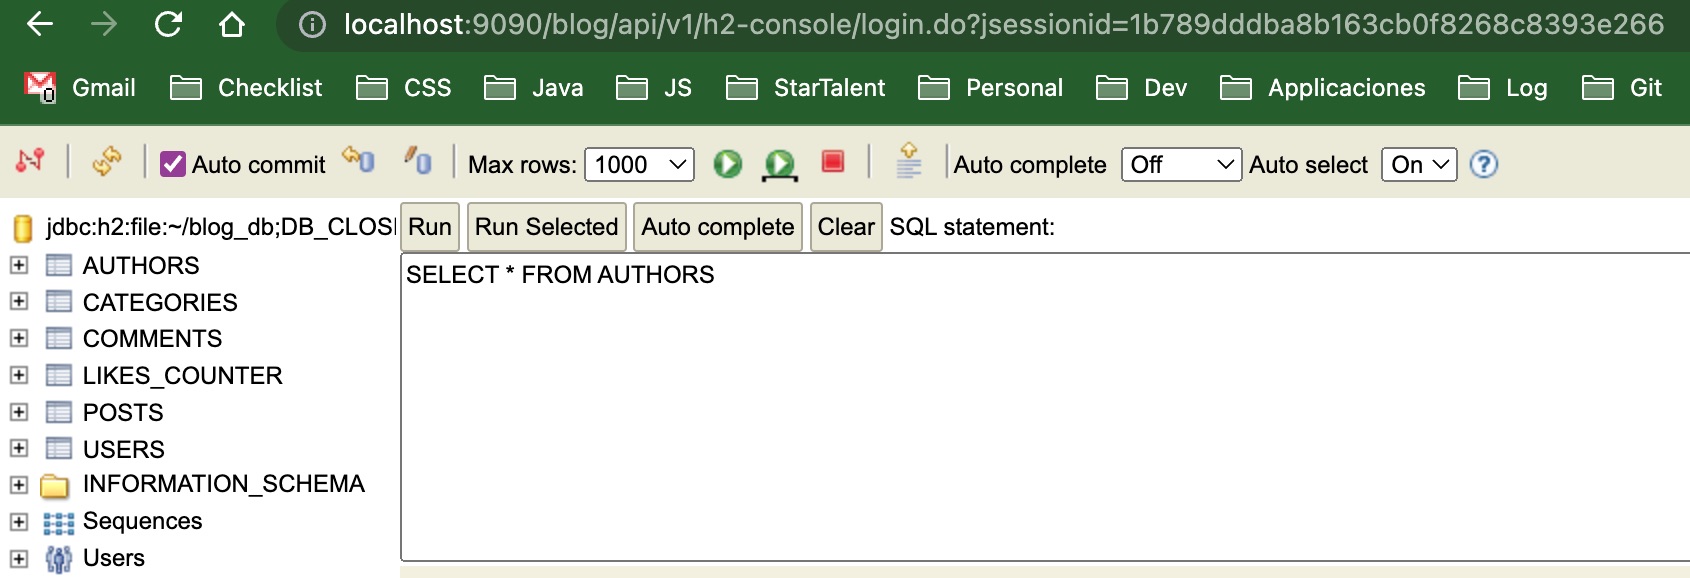 localhost:9090/blog/api/v1/h2-console/login.do?jsessionid=1b789dddba8b163cb0f8268c8393e266
0 Gmail Checklist CSS Java JS StarTalent Personal Dev Applicaciones Log Git
Auto commit Max rows: 1000 Auto complete Off Auto select On ?
jdbc:h2:file:~/blog_db;DB_CLOS Run Run Selected Auto complete Clear SQL statement:
SELECT * FROM AUTHORS
AUTHORS
CATEGORIES
COMMENTS
LIKES_COUNTER
POSTS
USERS
INFORMATION_SCHEMA
Sequences
Users